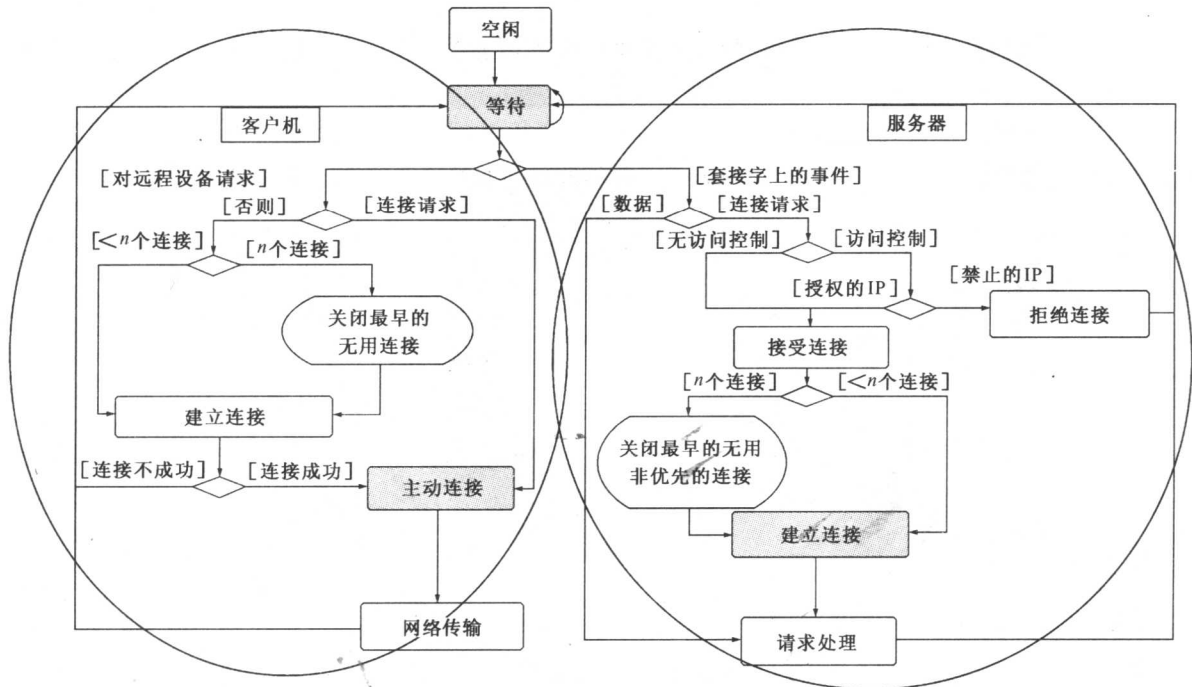 空闲
等待
客户机
服务器
[对远程设备请求]
[套接字上的事件]
[否则]
[连接请求]
[数据]
[连接请求]
[<n个连接]
[n个连接]
[无访问控制]
[访问控制]
[授权的IP]
[禁止的IP]
关闭最早的
无用连接
拒绝连接
接受连接
[n个连接]
[<n个连接]
建立连接
关闭最早的无用
非优先的连接
[连接不成功]
[连接成功]
主动连接
建立连接
网络传输
请求处理